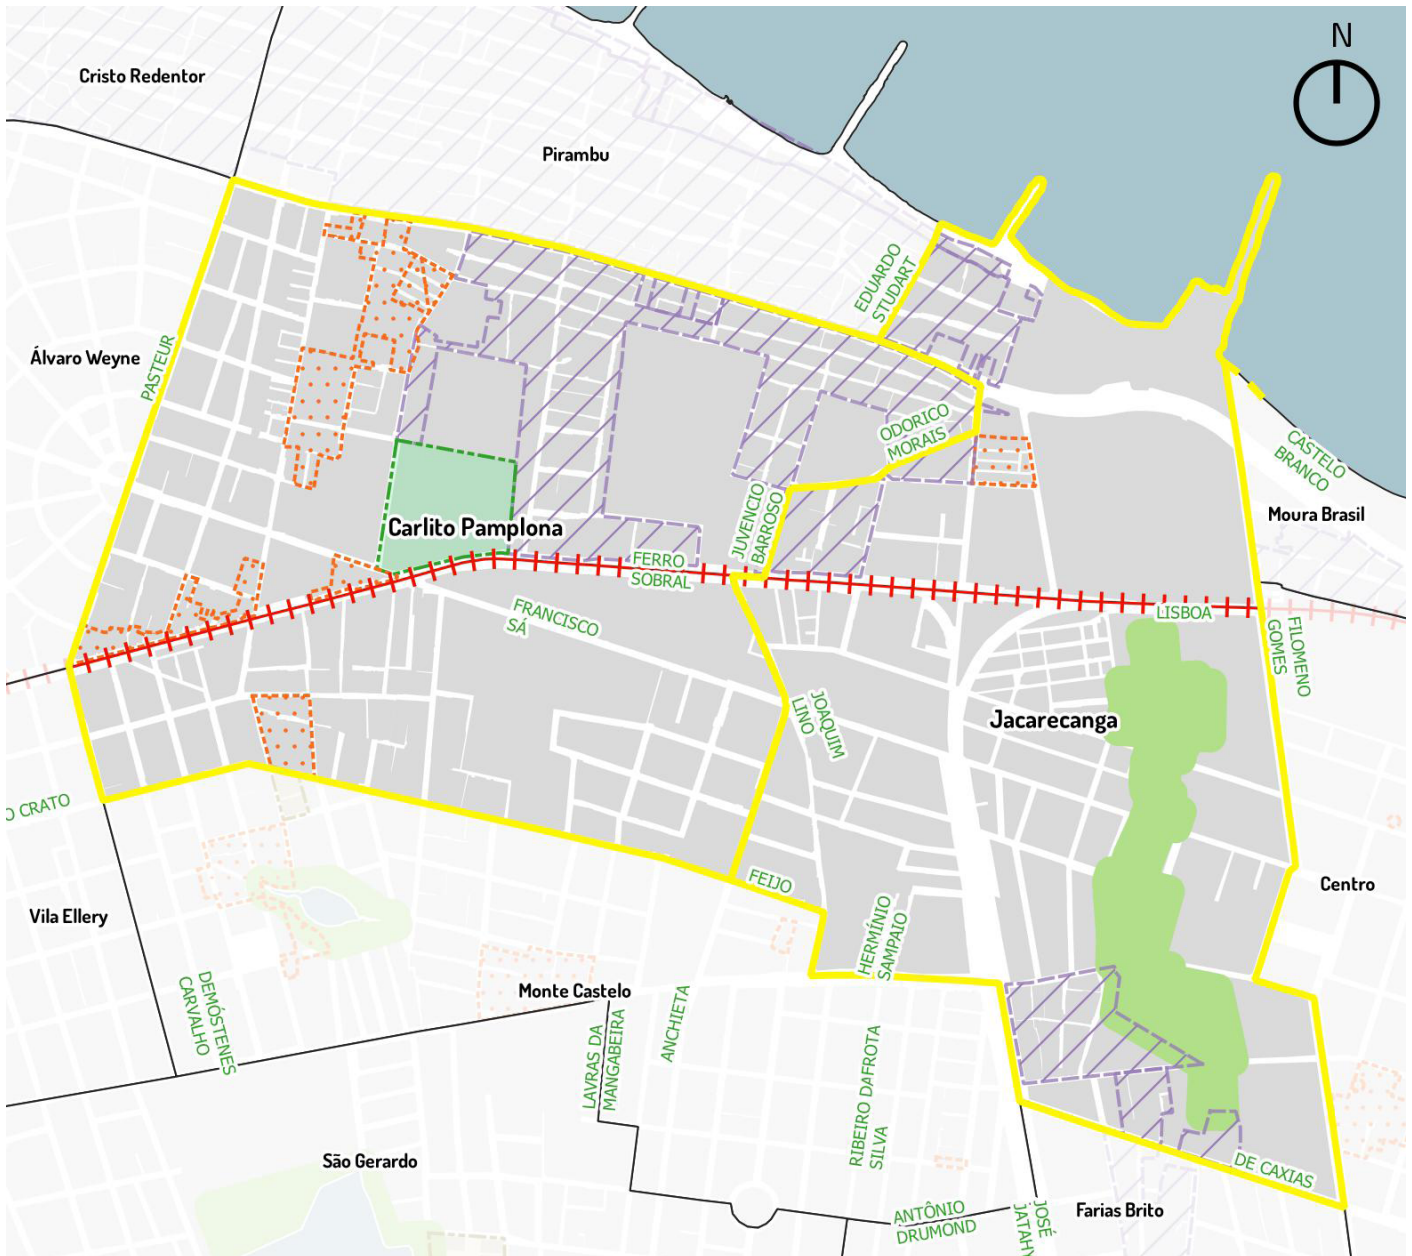 N
Cristo Redentor
Pirambu
EDUARDO
STUDART
Álvaro Weyne
PASTEUR
ODORICO
MORAIS
CASTELO
BRANCO
Moura Brasil
Carlito Pamplona
JUVENCIO
BARROSO
FERRO
SOBRAL
LISBOA
FRANCISCO
SÁ
FILOMENO
GOMES
JOAQUIM
LINO
Jacarecanga
O CRATO
FEIJO
Centro
Vila Ellery
HERMÍNIO
SAMPAIO
DEMÓSTENES
CARVALHO
Monte Castelo
ANCHIETA
LAVRAS DA
MANGABEIRA
RIBEIRO DAFROTA
SILVA
São Gerardo
DE CAXIAS
ANTÔNIO
DRUMOND
JOSÉ
JATAHY
Farias Brito